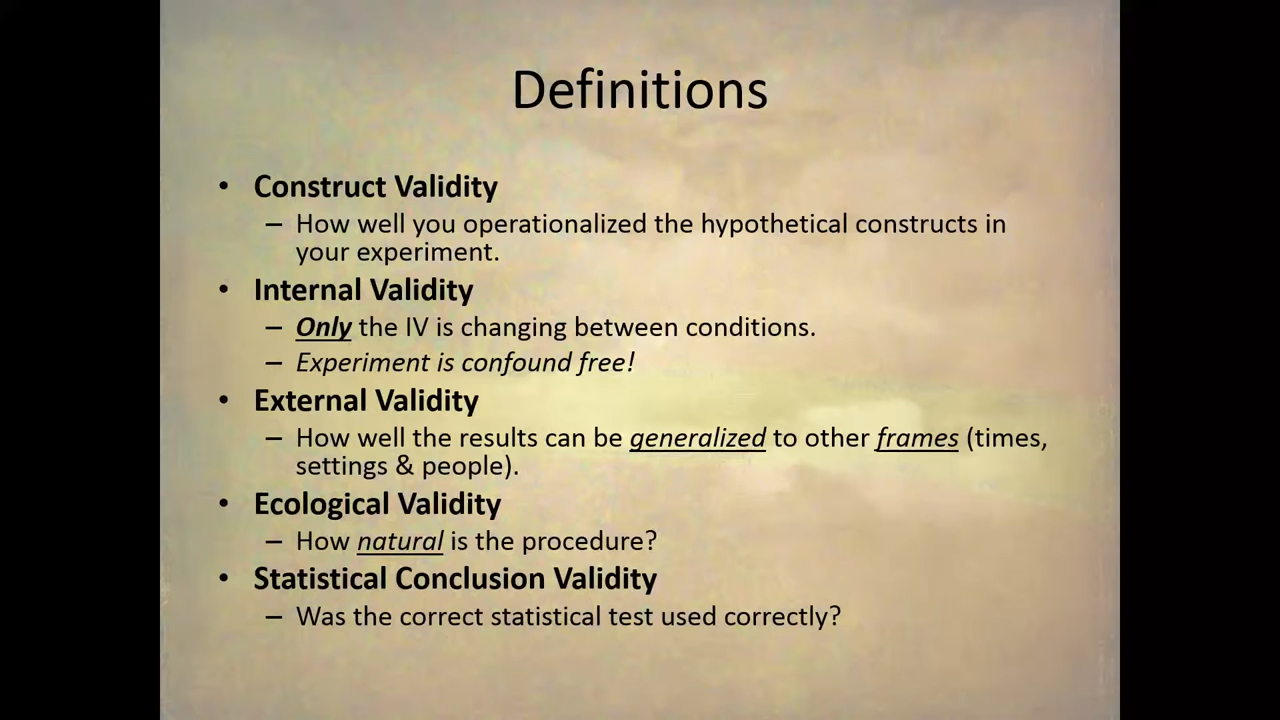 Definitions
• Construct Validity
– How well you operationalized the hypothetical constructs in
your experiment.
• Internal Validity
– Only the IV is changing between conditions.
– Experiment is confound free!
• External Validity
– How well the results can be generalized to other frames (times,
settings & people).
• Ecological Validity
– How natural is the procedure?
• Statistical Conclusion Validity
– Was the correct statistical test used correctly?